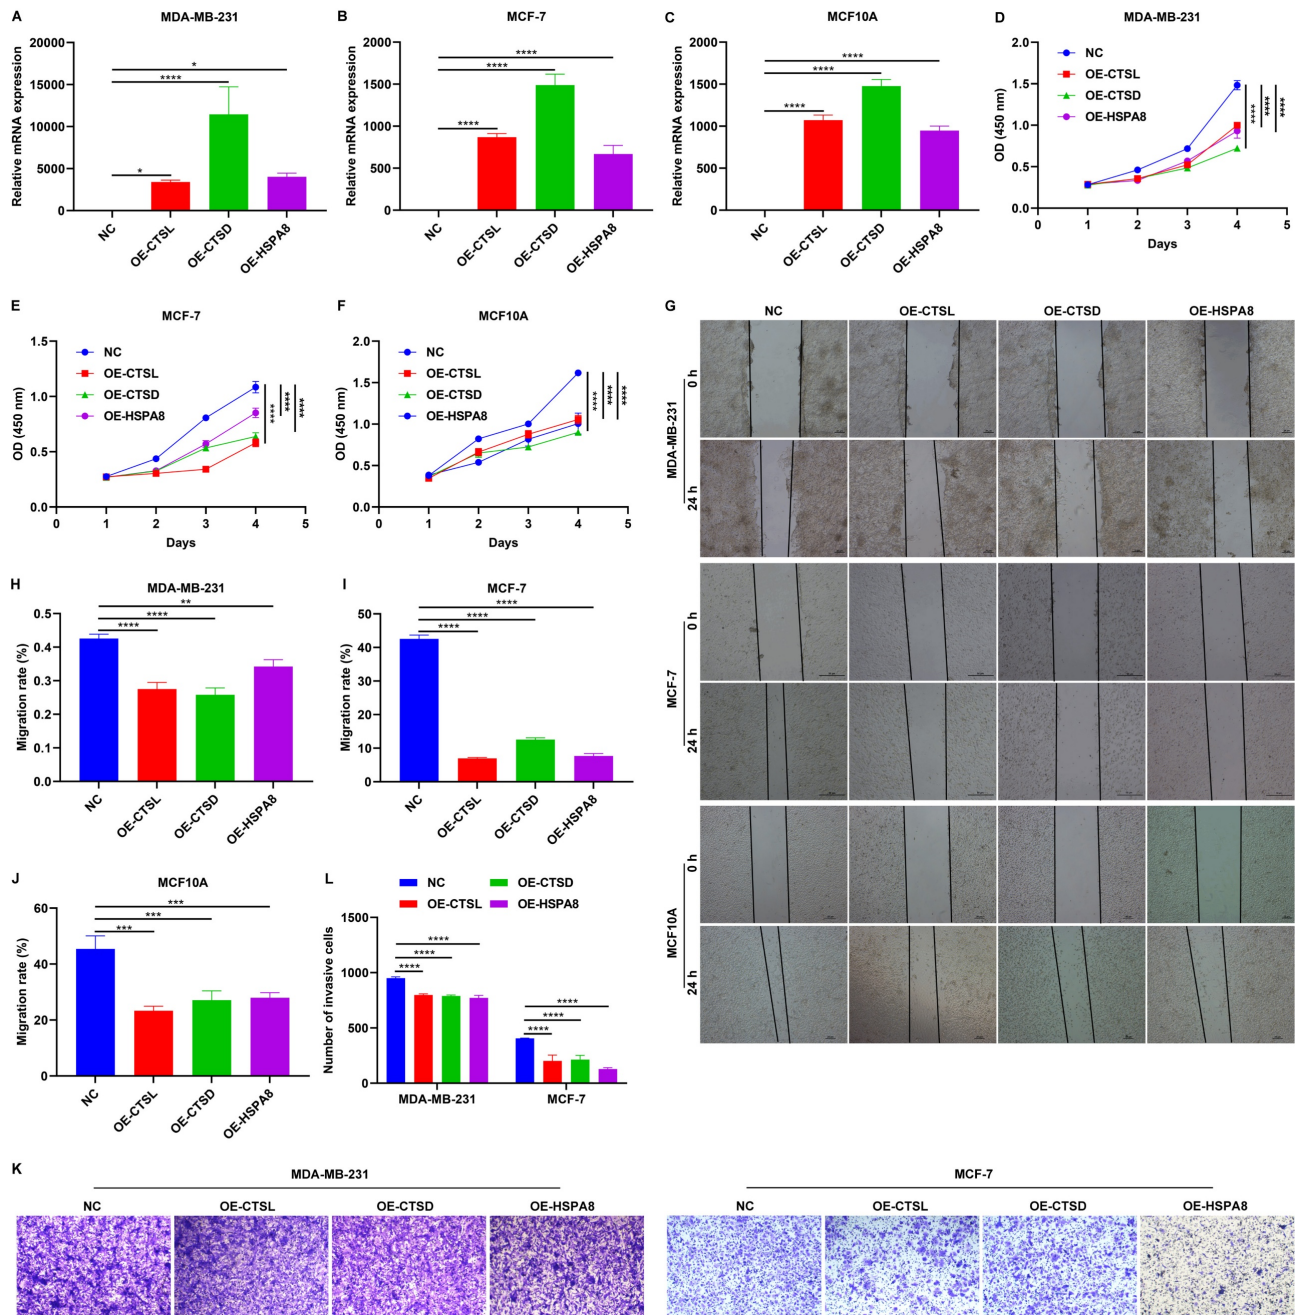 A
MDA-MB-231
Relative mRNA expression
20000
15000
10000
5000
0
*
****
*
NC
OE-CTSL
OE-CTSD
OE-HSPA8
B
MCF-7
Relative mRNA expression
2000
1500
1000
500
0
****
****
****
NC
OE-CTSL
OE-CTSD
OE-HSPA8
C
MCF10A
Relative mRNA expression
2000
1500
1000
500
0
****
****
****
NC
OE-CTSL
OE-CTSD
OE-HSPA8
D
MDA-MB-231
OD (450 nm)
2.0
1.5
1.0
0.5
0.0
NC
OE-CTSL
OE-CTSD
OE-HSPA8
****
****
****
0 1 2 3 4 5
Days
E
MCF-7
OD (450 nm)
1.5
1.0
0.5
0.0
NC
OE-CTSL
OE-CTSD
OE-HSPA8
****
****
****
0 1 2 3 4 5
Days
F
MCF10A
OD (450 nm)
2.0
1.5
1.0
0.5
0.0
NC
OE-CTSL
OE-CTSD
OE-HSPA8
****
****
****
0 1 2 3 4 5
Days
G
NC OE-CTSL OE-CTSD OE-HSPA8
MDA-MB-231
0 h
24 h
MCF-7
0 h
24 h
MCF10A
0 h
24 h
H
MDA-MB-231
Migration rate (%)
0.5
0.4
0.3
0.2
0.1
0.0
**
****
****
NC
OE-CTSL
OE-CTSD
OE-HSPA8
I
MCF-7
Migration rate (%)
50
40
30
20
10
0
****
****
****
NC
OE-CTSL
OE-CTSD
OE-HSPA8
J
MCF10A
Migration rate (%)
60
40
20
0
***
***
***
NC
OE-CTSL
OE-CTSD
OE-HSPA8
L
NC OE-CTSD
OE-CTSL OE-HSPA8
Number of invasive cells
1500
1000
500
0
****
****
****
****
****
****
MDA-MB-231 MCF-7
K
MDA-MB-231
NC OE-CTSL OE-CTSD OE-HSPA8
MCF-7
NC OE-CTSL OE-CTSD OE-HSPA8